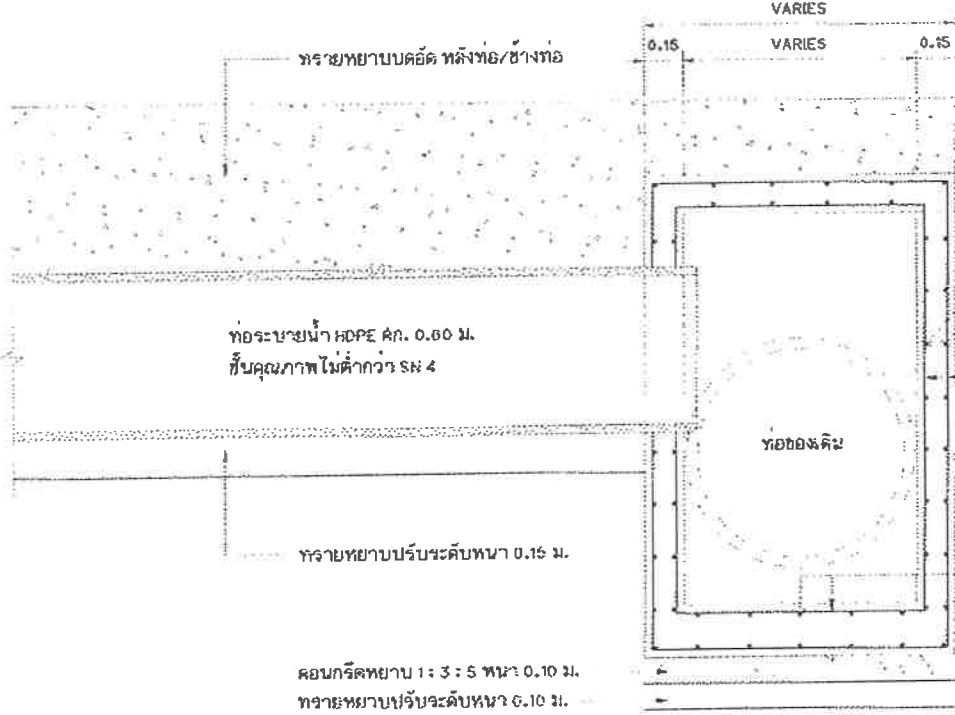 VARIES
0.15 VARIES 0.15
ทรายหยาบบดอัด หลังท่อ/ข้างท่อ
ท่อระบายน้ำ HDPE ศก. 0.60 ม.
ชั้นคุณภาพไม่ต่ำกว่า SN 4
ท่อของเดิม
ทรายหยาบปรับระดับหนา 0.15 ม.
คอนกรีตหยาบ 1 : 3 : 5 หนา 0.10 ม.
ทรายหยาบปรับระดับหนา 0.10 ม.